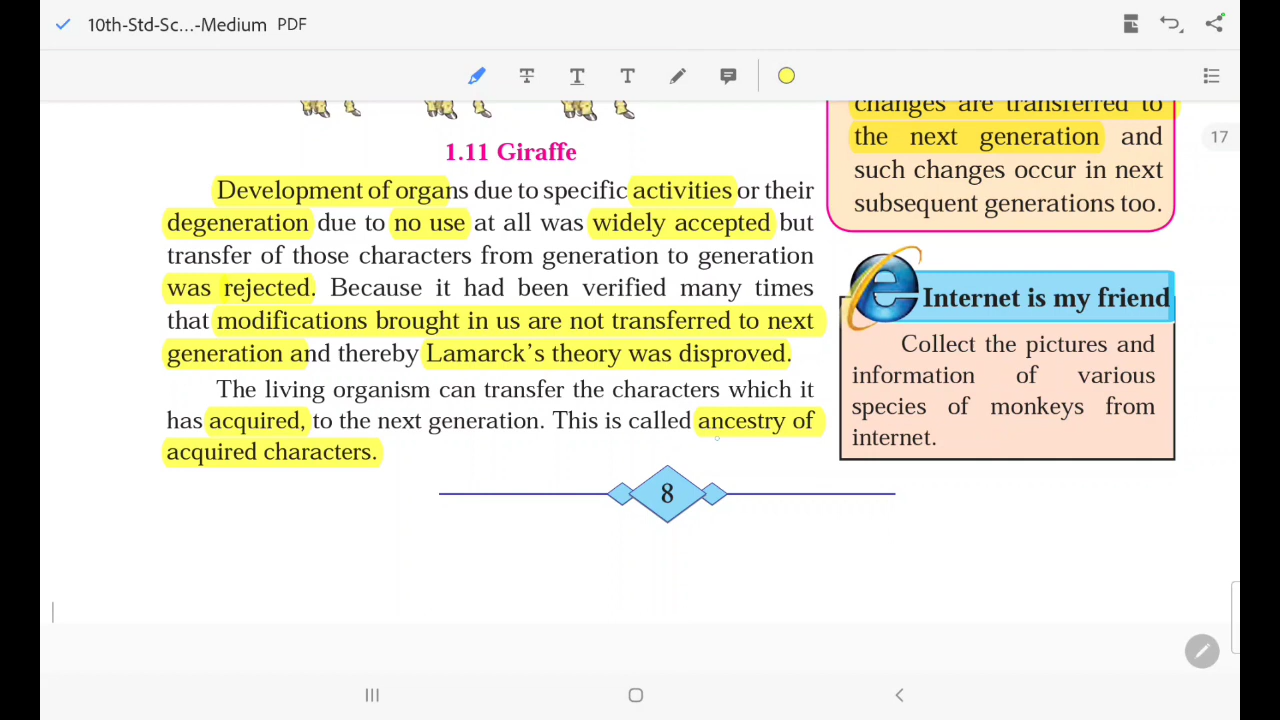 10th-Std-Sc...-Medium PDF
17
1.11 Giraffe
Development of organs due to specific activities or their
degeneration due to no use at all was widely accepted but
transfer of those characters from generation to generation
was rejected. Because it had been verified many times
that modifications brought in us are not transferred to next
generation and thereby Lamarck's theory was disproved.
The living organism can transfer the characters which it
has acquired, to the next generation. This is called ancestry of
acquired characters.
changes are transferred to
the next generation and
such changes occur in next
subsequent generations too.
Internet is my friend
Collect the pictures and
information of various
species of monkeys from
internet.
8